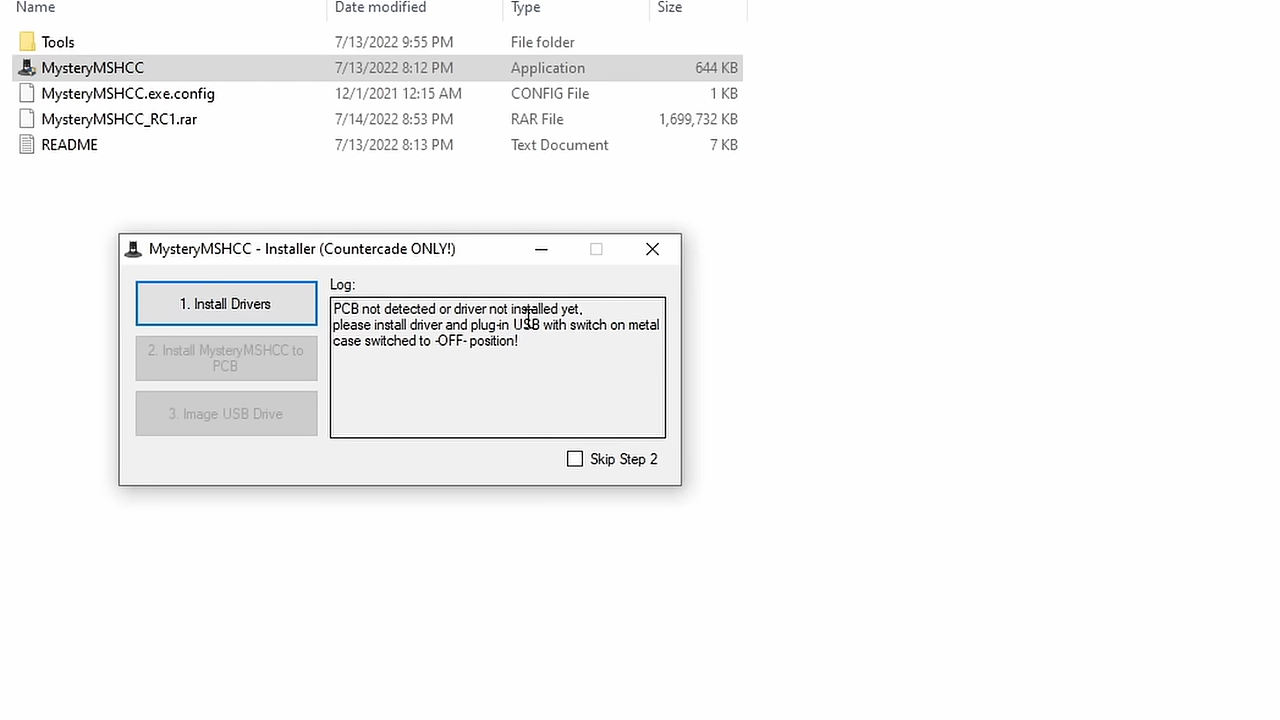 Name Date modified Type Size
Tools 7/13/2022 9:55 PM File folder
MysteryMSHCC 7/13/2022 8:12 PM Application 644 KB
MysteryMSHCC.exe.config 12/1/2021 12:15 AM CONFIG File 1 KB
MysteryMSHCC_RC1.rar 7/14/2022 8:53 PM RAR File 1,699,732 KB
README 7/13/2022 8:13 PM Text Document 7 KB
MysteryMSHCC - Installer (Countercade ONLY!)
1. Install Drivers
2. Install MysteryMSHCC to
PCB
3. Image USB Drive
Log:
PCB not detected or driver not installed yet,
please install driver and plug-in USB with switch on metal
case switched to -OFF- position!
Skip Step 2